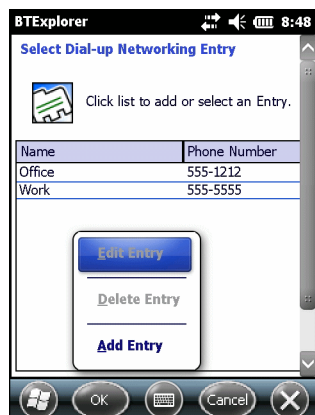 BTExplorer 8:48
Select Dial-up Networking Entry
Click list to add or select an Entry.
Name Phone Number
Office 555-1212
Work 555-5555
Edit Entry
Delete Entry
Add Entry
OK Cancel